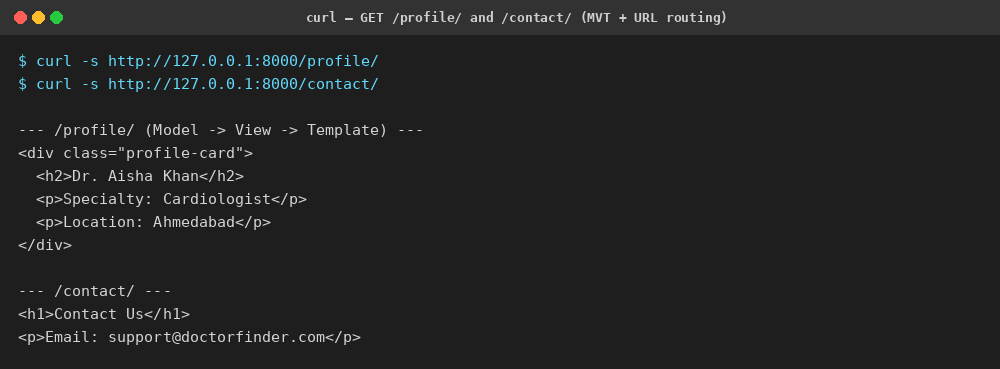 curl — GET /profile/ and /contact/ (MVT + URL routing)
$ curl -s http://127.0.0.1:8000/profile/
$ curl -s http://127.0.0.1:8000/contact/
--- /profile/ (Model -> View -> Template) ---
<div class="profile-card">
  <h2>Dr. Aisha Khan</h2>
  <p>Specialty: Cardiologist</p>
  <p>Location: Ahmedabad</p>
</div>
--- /contact/ ---
<h1>Contact Us</h1>
<p>Email: support@doctorfinder.com</p>